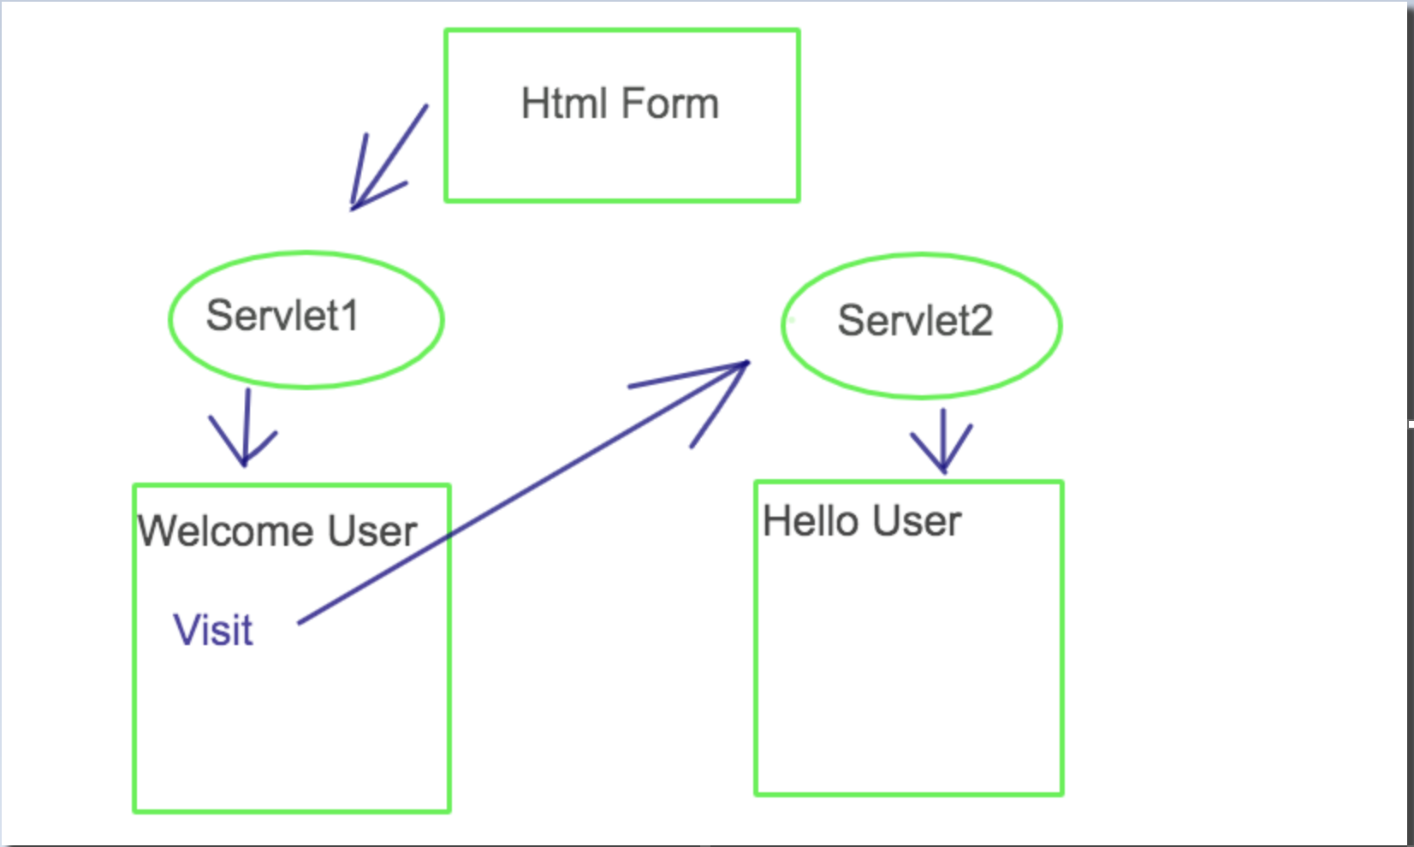 Html Form
Servlet1
Servlet2
Welcome User
Visit
Hello User